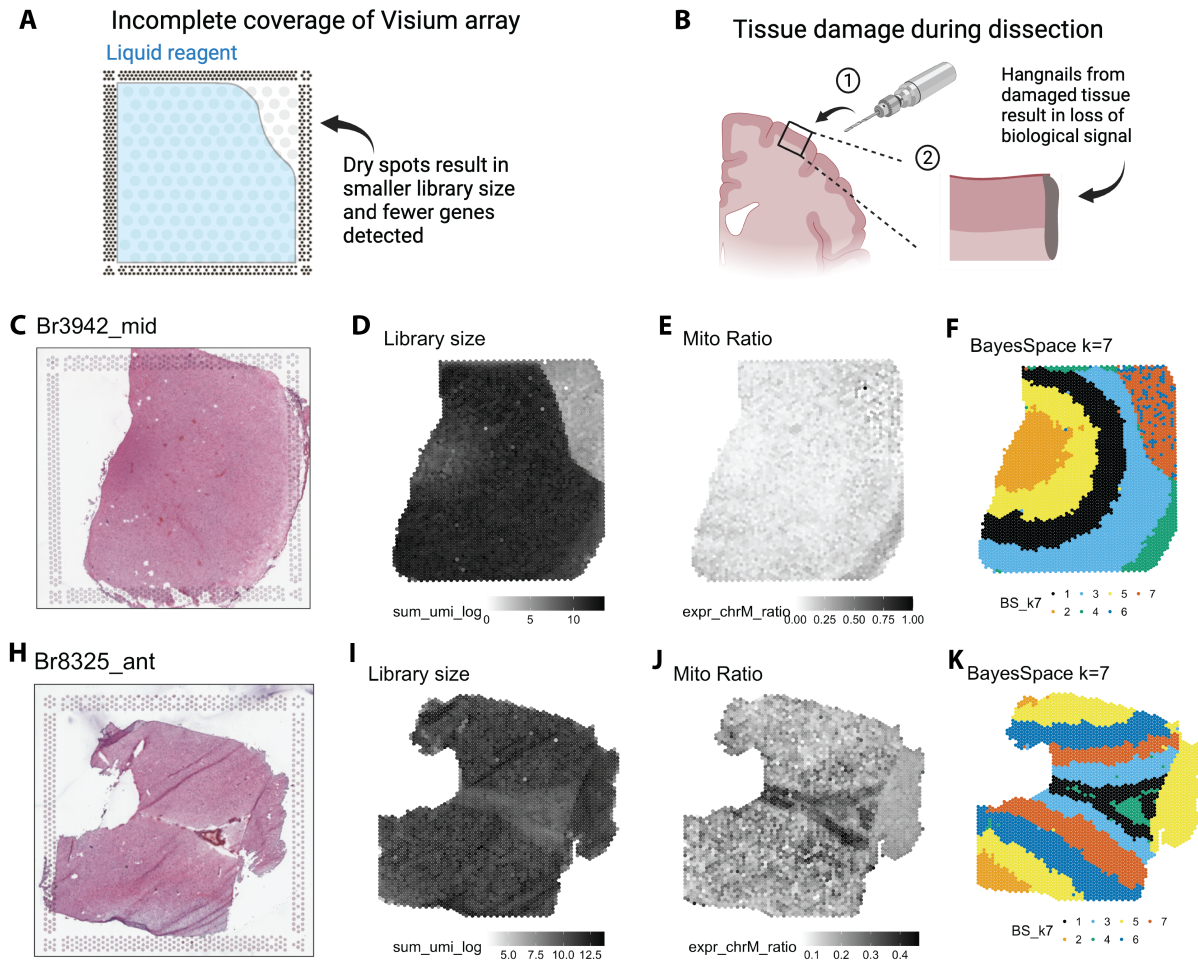 A
Incomplete coverage of Visium array
Liquid reagent
Dry spots result in
smaller library size
and fewer genes
detected
B
Tissue damage during dissection
1
2
Hangnails from
damaged tissue
result in loss of
biological signal
C
Br3942_mid
D
Library size
sum_umi_log
0 5 10
E
Mito Ratio
expr_chrM_ratio
0.00 0.25 0.50 0.75 1.00
F
BayesSpace k=7
BS_k7
1 3 5 7
2 4 6
H
Br8325_ant
I
Library size
sum_umi_log
5.0 7.5 10.0 12.5
J
Mito Ratio
expr_chrM_ratio
0.1 0.2 0.3 0.4
K
BayesSpace k=7
BS_k7
1 3 5 7
2 4 6